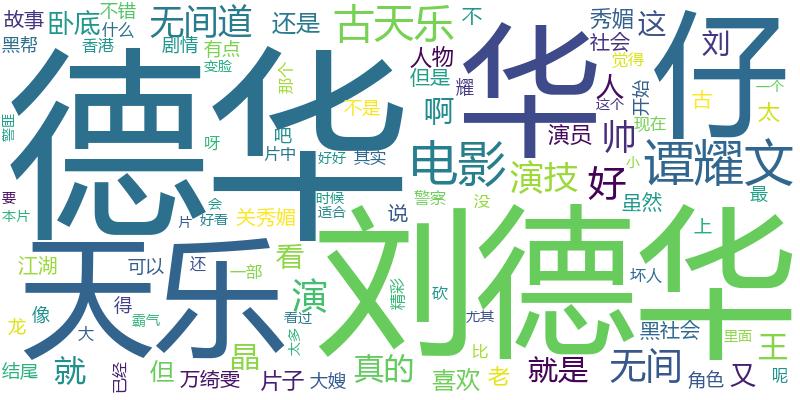 故事
不错
什么
卧底
无间道
还是
古天乐
不
秀媚
这
刘
黑帮
香港
剧情
有点
变脸
那个
人物
但是
耀
社会
觉得
人
这个
开始
仔
德华
华
不是
啊
帅
演员
现在
古
太
一个
吧
呀
片中
好好
其实
电影
演技
好
小
谭耀文
要
本片
会
片
好看
时候
适合
关秀媚
说
警察
没
虽然
最
上
天乐
刘德华
江湖
可以
还
一部
看
演
精彩
砍
坏人
尤其
黑社会
里面
王
龙
像
得
大
霸气
看过
太多
结尾
就
已经
但
万绮雯
晶
片子
大嫂
真的
喜欢
比
老
就是
无间
角色
又
呢